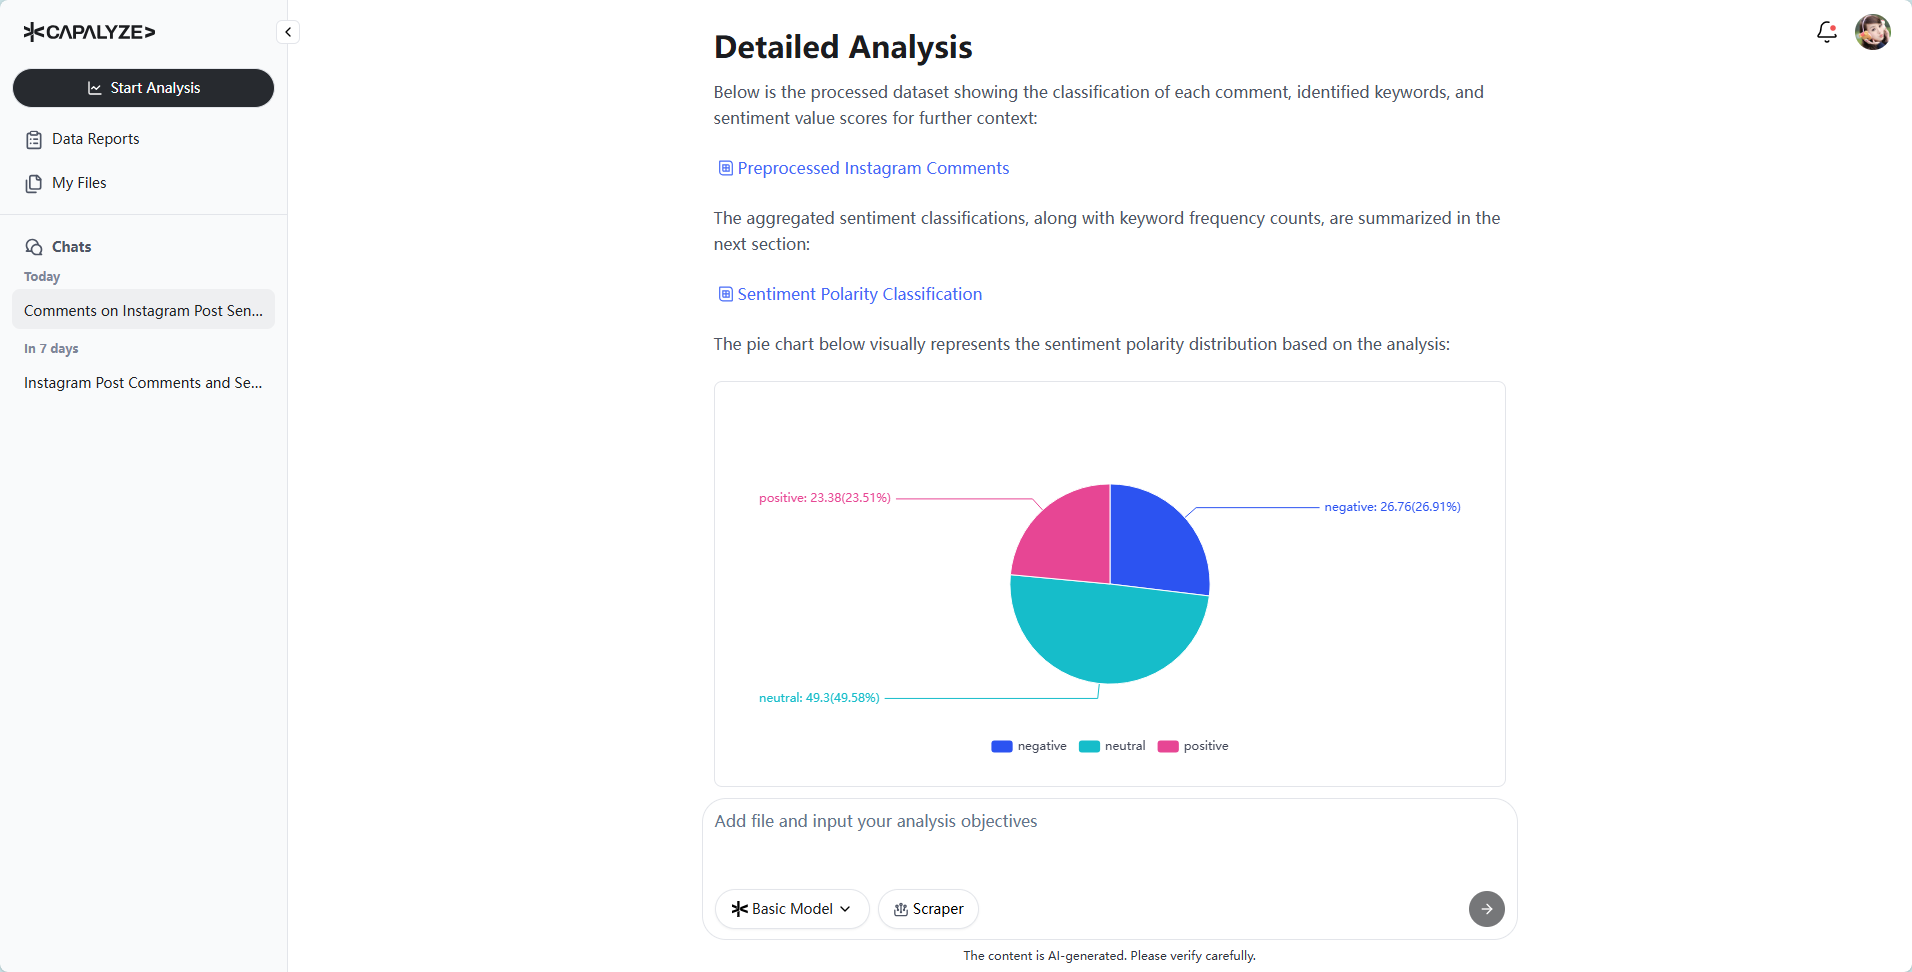 CAPALYZE
Start Analysis
Data Reports
My Files
Chats
Today
Comments on Instagram Post Sen...
In 7 days
Instagram Post Comments and Se...
Detailed Analysis
Below is the processed dataset showing the classification of each comment, identified keywords, and
sentiment value scores for further context:
Preprocessed Instagram Comments
The aggregated sentiment classifications, along with keyword frequency counts, are summarized in the
next section:
Sentiment Polarity Classification
The pie chart below visually represents the sentiment polarity distribution based on the analysis:
positive: 23.38(23.51%)
negative: 26.76(26.91%)
neutral: 49.3(49.58%)
negative neutral positive
Add file and input your analysis objectives
Basic Model Scraper
The content is AI-generated. Please verify carefully.